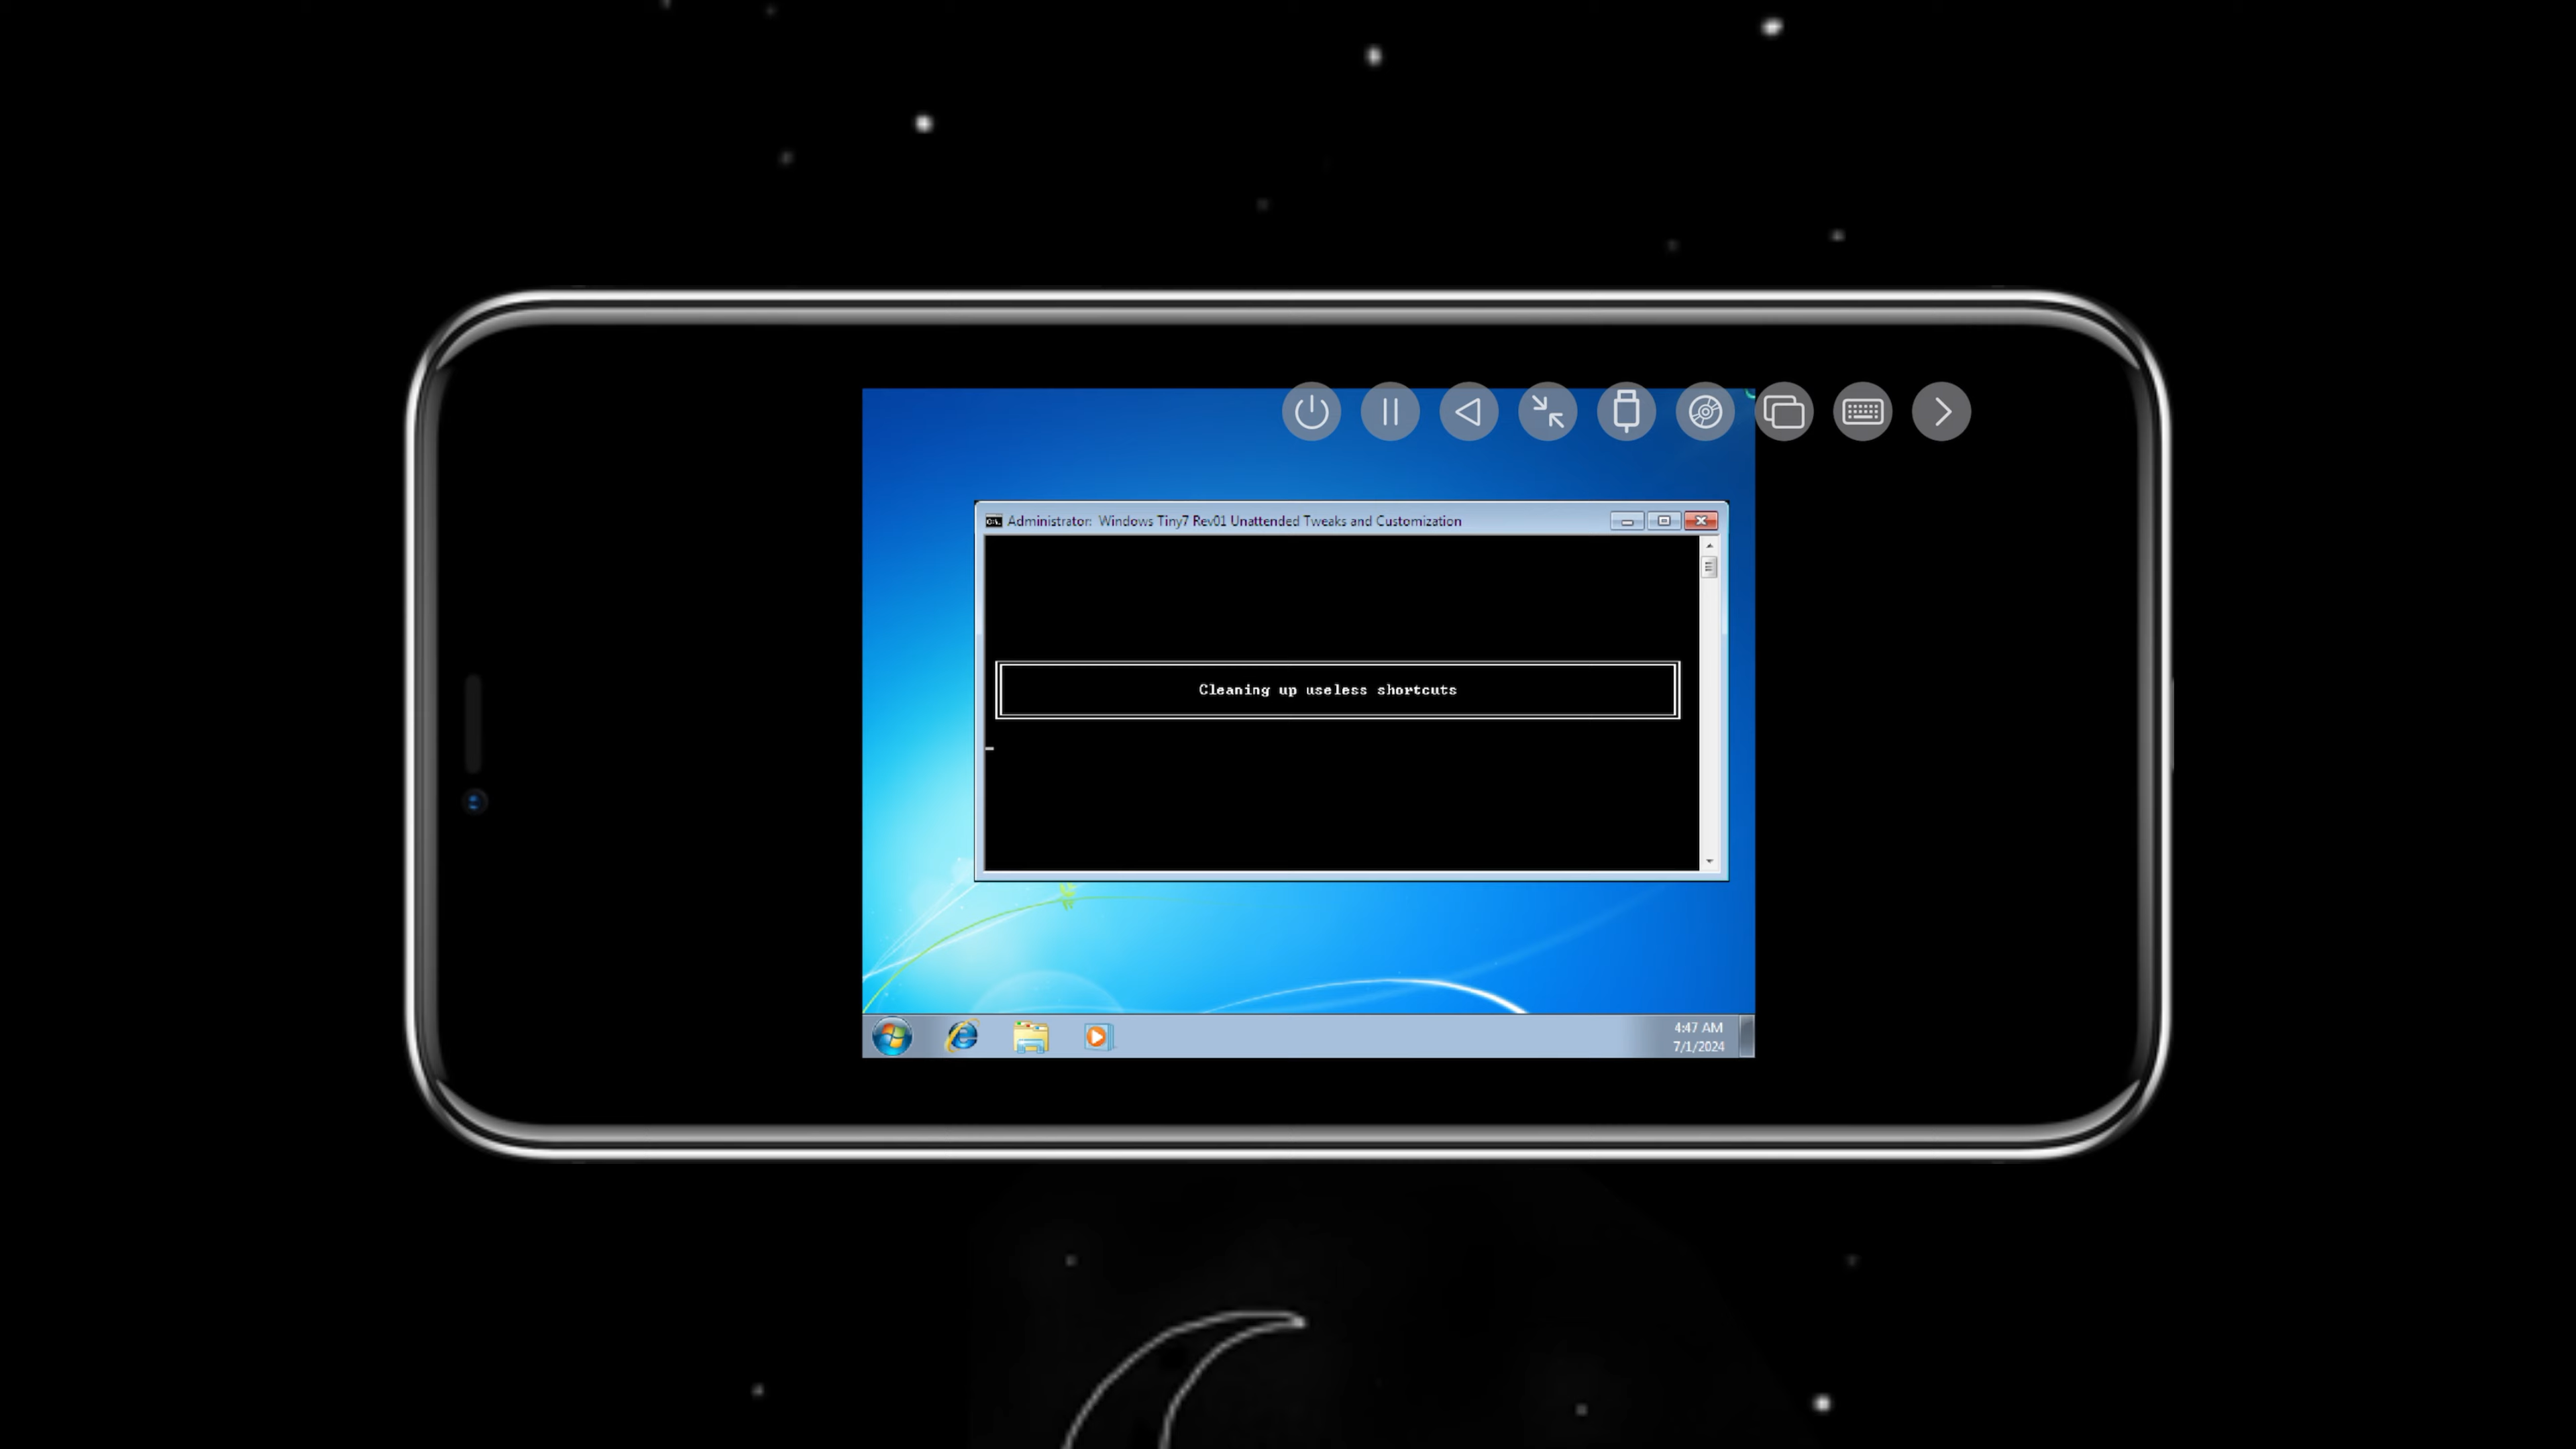 Administrator: Windows Tiny7 Rev01 Unattended Tweaks and Customization
Cleaning up useless shortcuts
4:47 AM
7/1/2024